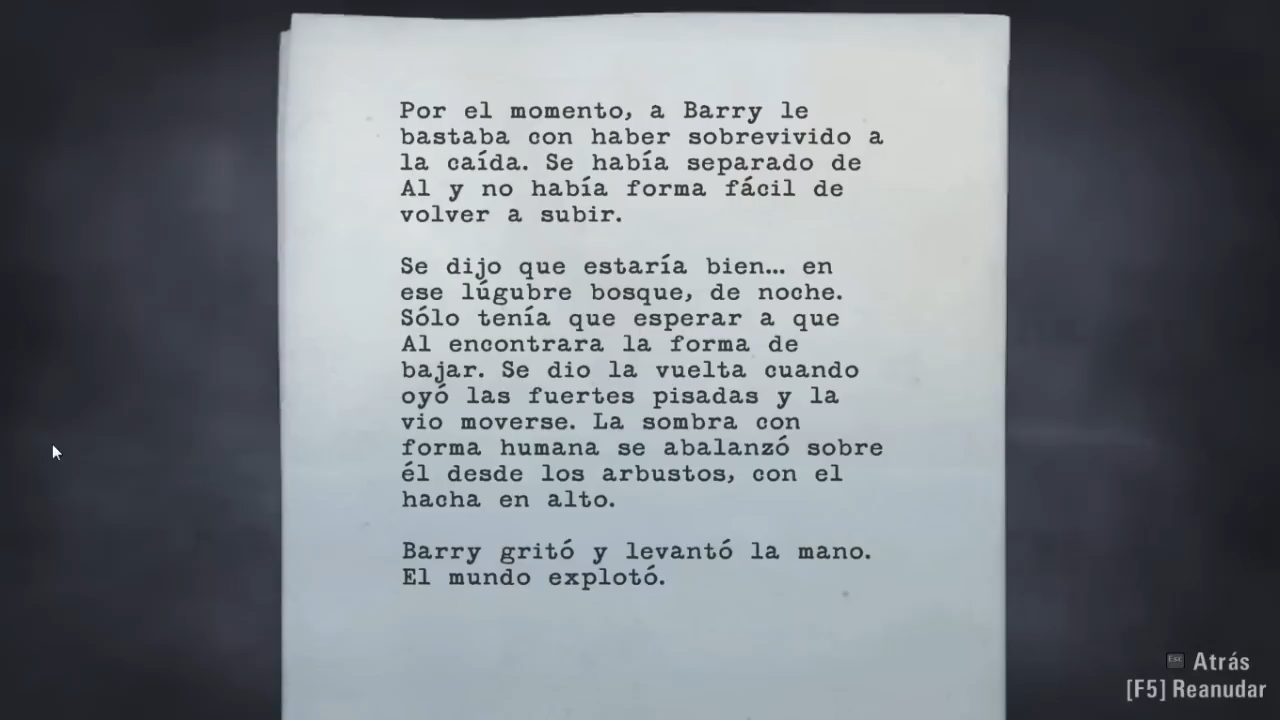 Por el momento, a Barry le
bastaba con haber sobrevivido a
la caída. Se había separado de
Al y no había forma fácil de
volver a subir.
Se dijo que estaría bien... en
ese lúgubre bosque, de noche.
Sólo tenía que esperar a que
Al encontrara la forma de
bajar. Se dio la vuelta cuando
oyó las fuertes pisadas y la
vio moverse. La sombra con
forma humana se abalanzó sobre
él desde los arbustos, con el
hacha en alto.
Barry gritó y levantó la mano.
El mundo explotó.
Esc Atrás
[F5] Reanudar